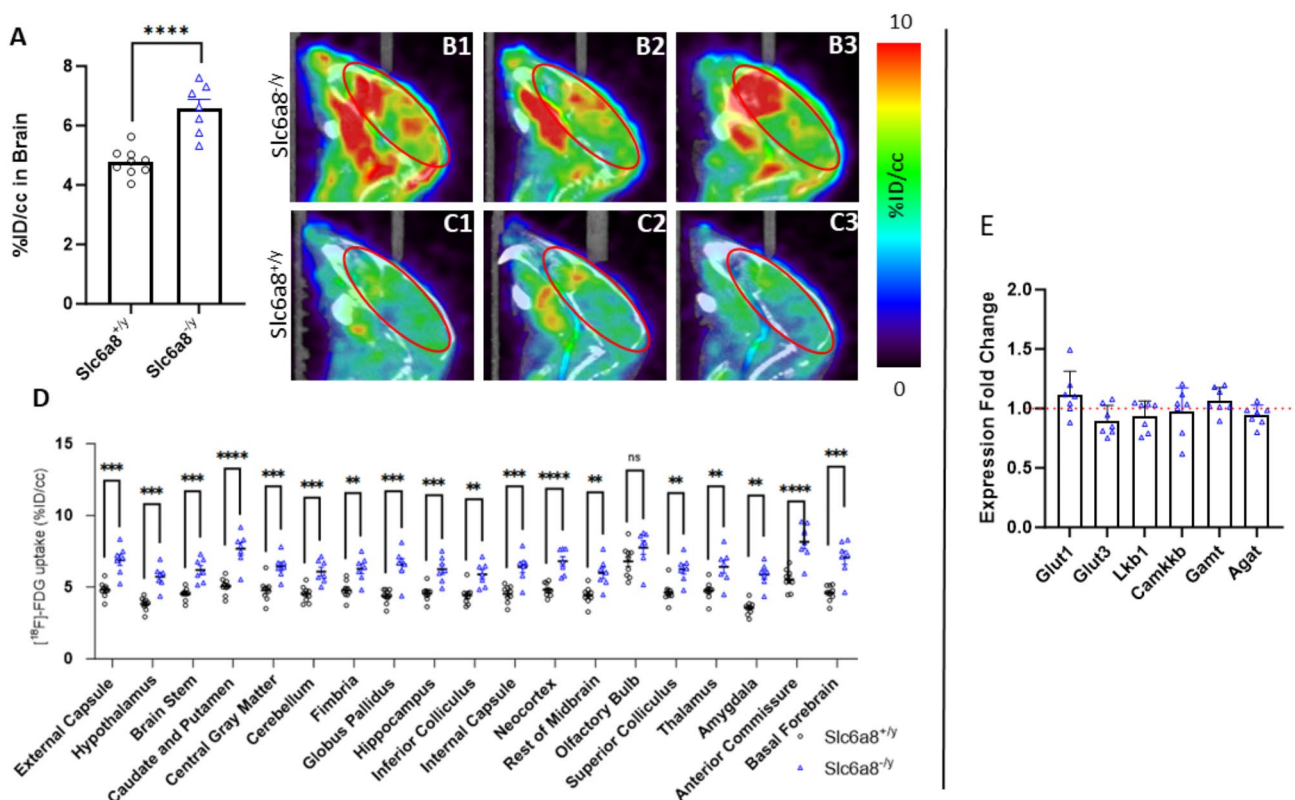 A
****
%ID/cc in Brain
8
6
4
2
0
Slc6a8+/y
Slc6a8-/y
Slc6a8-/y
B1
B2
B3
Slc6a8+/y
C1
C2
C3
10
%ID/cc
0
D
[18F]-FDG uptake (%ID/cc)
15
10
5
0
*** *** *** **** *** *** ** *** *** ** *** **** ** ns ** ** ** **** ***
External Capsule
Hypothalamus
Brain Stem
Caudate and Putamen
Central Gray Matter
Cerebellum
Fimbria
Globus Pallidus
Hippocampus
Inferior Colliculus
Internal Capsule
Neocortex
Rest of Midbrain
Olfactory Bulb
Superior Colliculus
Thalamus
Amygdala
Anterior Commissure
Basal Forebrain
Slc6a8+/y
Slc6a8-/y
E
Expression Fold Change
2.0
1.5
1.0
0.5
0.0
Glut1
Glut3
Lkb1
Camkkb
Gamt
Agat